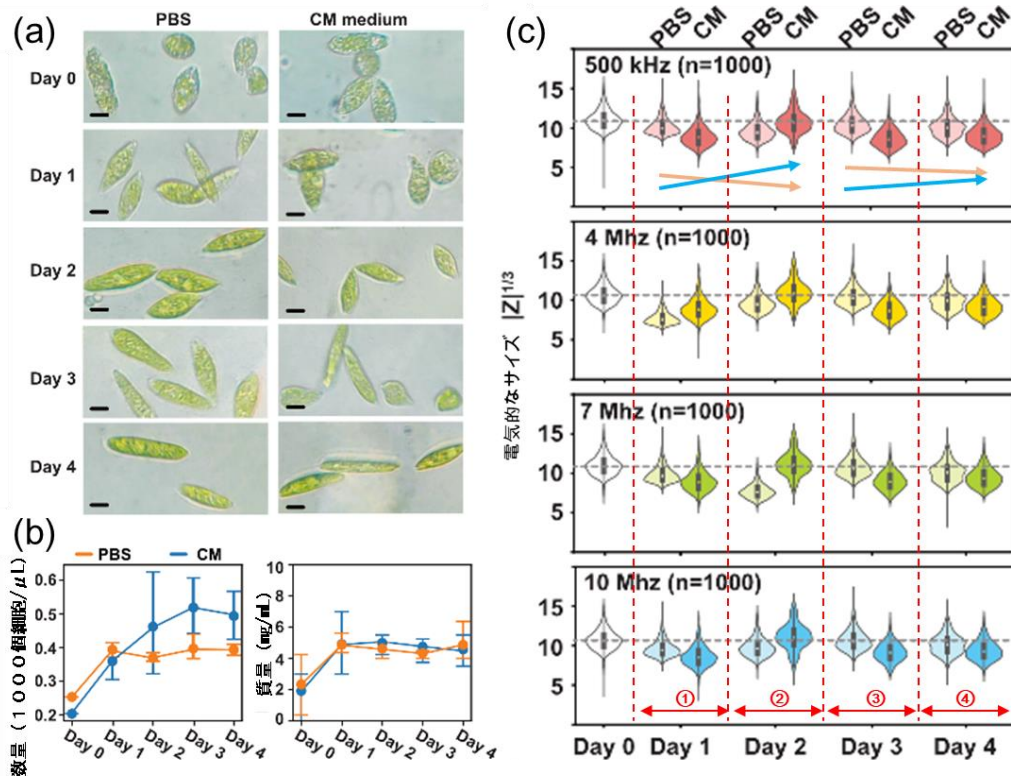 (a)
PBS
CM medium
Day 0
Day 1
Day 2
Day 3
Day 4
(b)
PBS
CM
数量（１０００個細胞/μL）
0.6
0.5
0.4
0.3
0.2
Day 0
Day 1
Day 2
Day 3
Day 4
質量（mg/mL）
10
8
6
4
2
0
Day 0
Day 1
Day 2
Day 3
Day 4
(c)
PBS CM PBS CM PBS CM PBS CM
電気的なサイズ |Z|1/3
500 kHz (n=1000)
15
10
5
4 Mhz (n=1000)
15
10
5
7 Mhz (n=1000)
15
10
5
10 Mhz (n=1000)
15
10
5
① ② ③ ④
Day 0 Day 1 Day 2 Day 3 Day 4